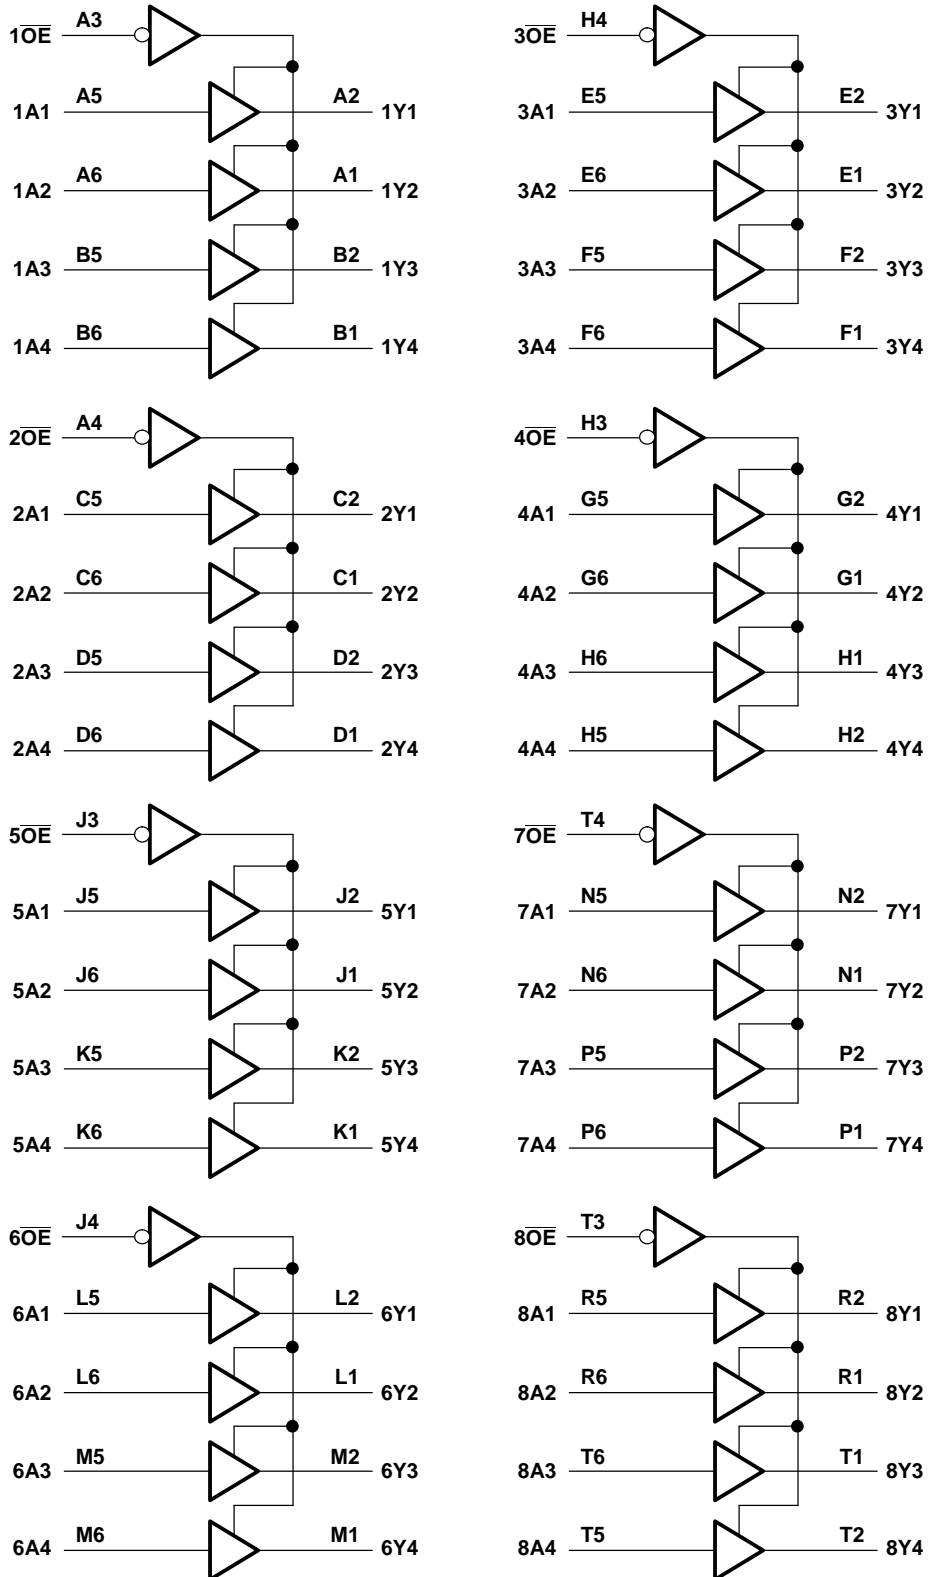 1OE A3
1A1 A5 A2 1Y1
1A2 A6 A1 1Y2
1A3 B5 B2 1Y3
1A4 B6 B1 1Y4
2OE A4
2A1 C5 C2 2Y1
2A2 C6 C1 2Y2
2A3 D5 D2 2Y3
2A4 D6 D1 2Y4
5OE J3
5A1 J5 J2 5Y1
5A2 J6 J1 5Y2
5A3 K5 K2 5Y3
5A4 K6 K1 5Y4
6OE J4
6A1 L5 L2 6Y1
6A2 L6 L1 6Y2
6A3 M5 M2 6Y3
6A4 M6 M1 6Y4
3OE H4
3A1 E5 E2 3Y1
3A2 E6 E1 3Y2
3A3 F5 F2 3Y3
3A4 F6 F1 3Y4
4OE H3
4A1 G5 G2 4Y1
4A2 G6 G1 4Y2
4A3 H6 H1 4Y3
4A4 H5 H2 4Y4
7OE T4
7A1 N5 N2 7Y1
7A2 N6 N1 7Y2
7A3 P5 P2 7Y3
7A4 P6 P1 7Y4
8OE T3
8A1 R5 R2 8Y1
8A2 R6 R1 8Y2
8A3 T6 T1 8Y3
8A4 T5 T2 8Y4